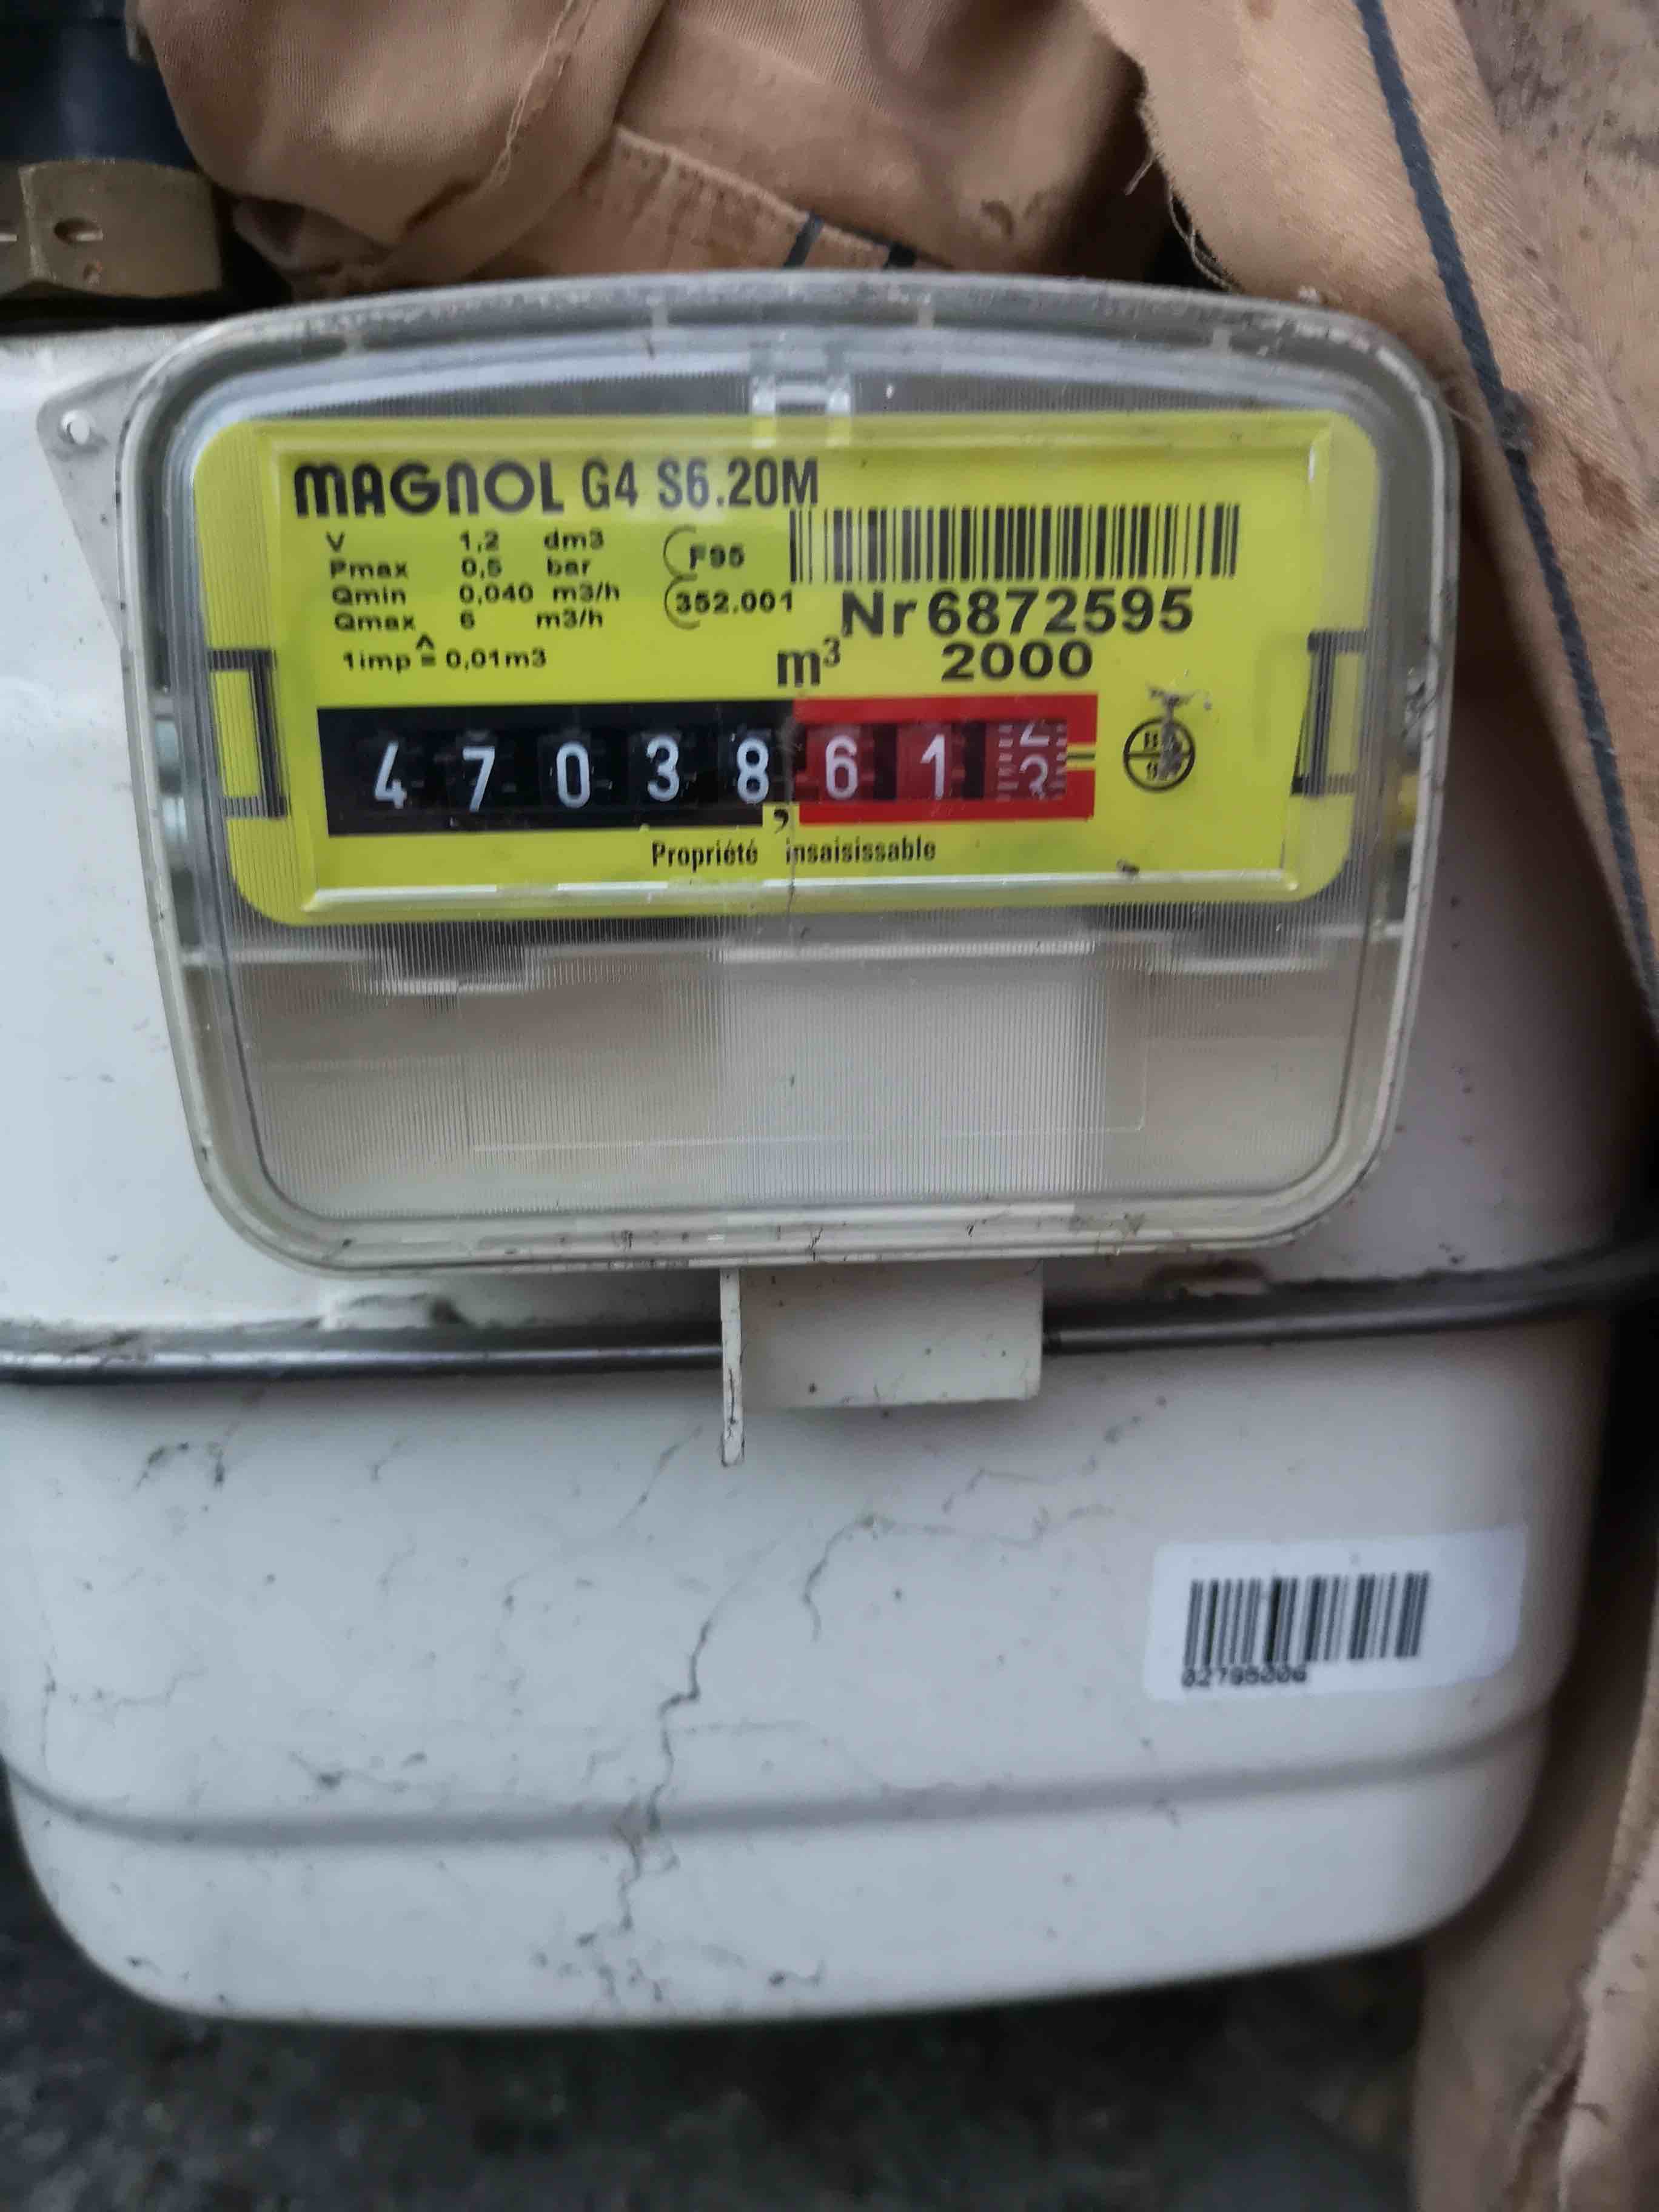 MAGNOL G4 S6.20M
V 1,2 dm3
Pmax 0,5 bar
Qmin 0,040 m3/h
Qmax 6 m3/h
1imp ≙ 0,01m3
F95
352.001
Nr 6872595
m³ 2000
4 7 0 3 8 , 6 1
Propriété insaisissable